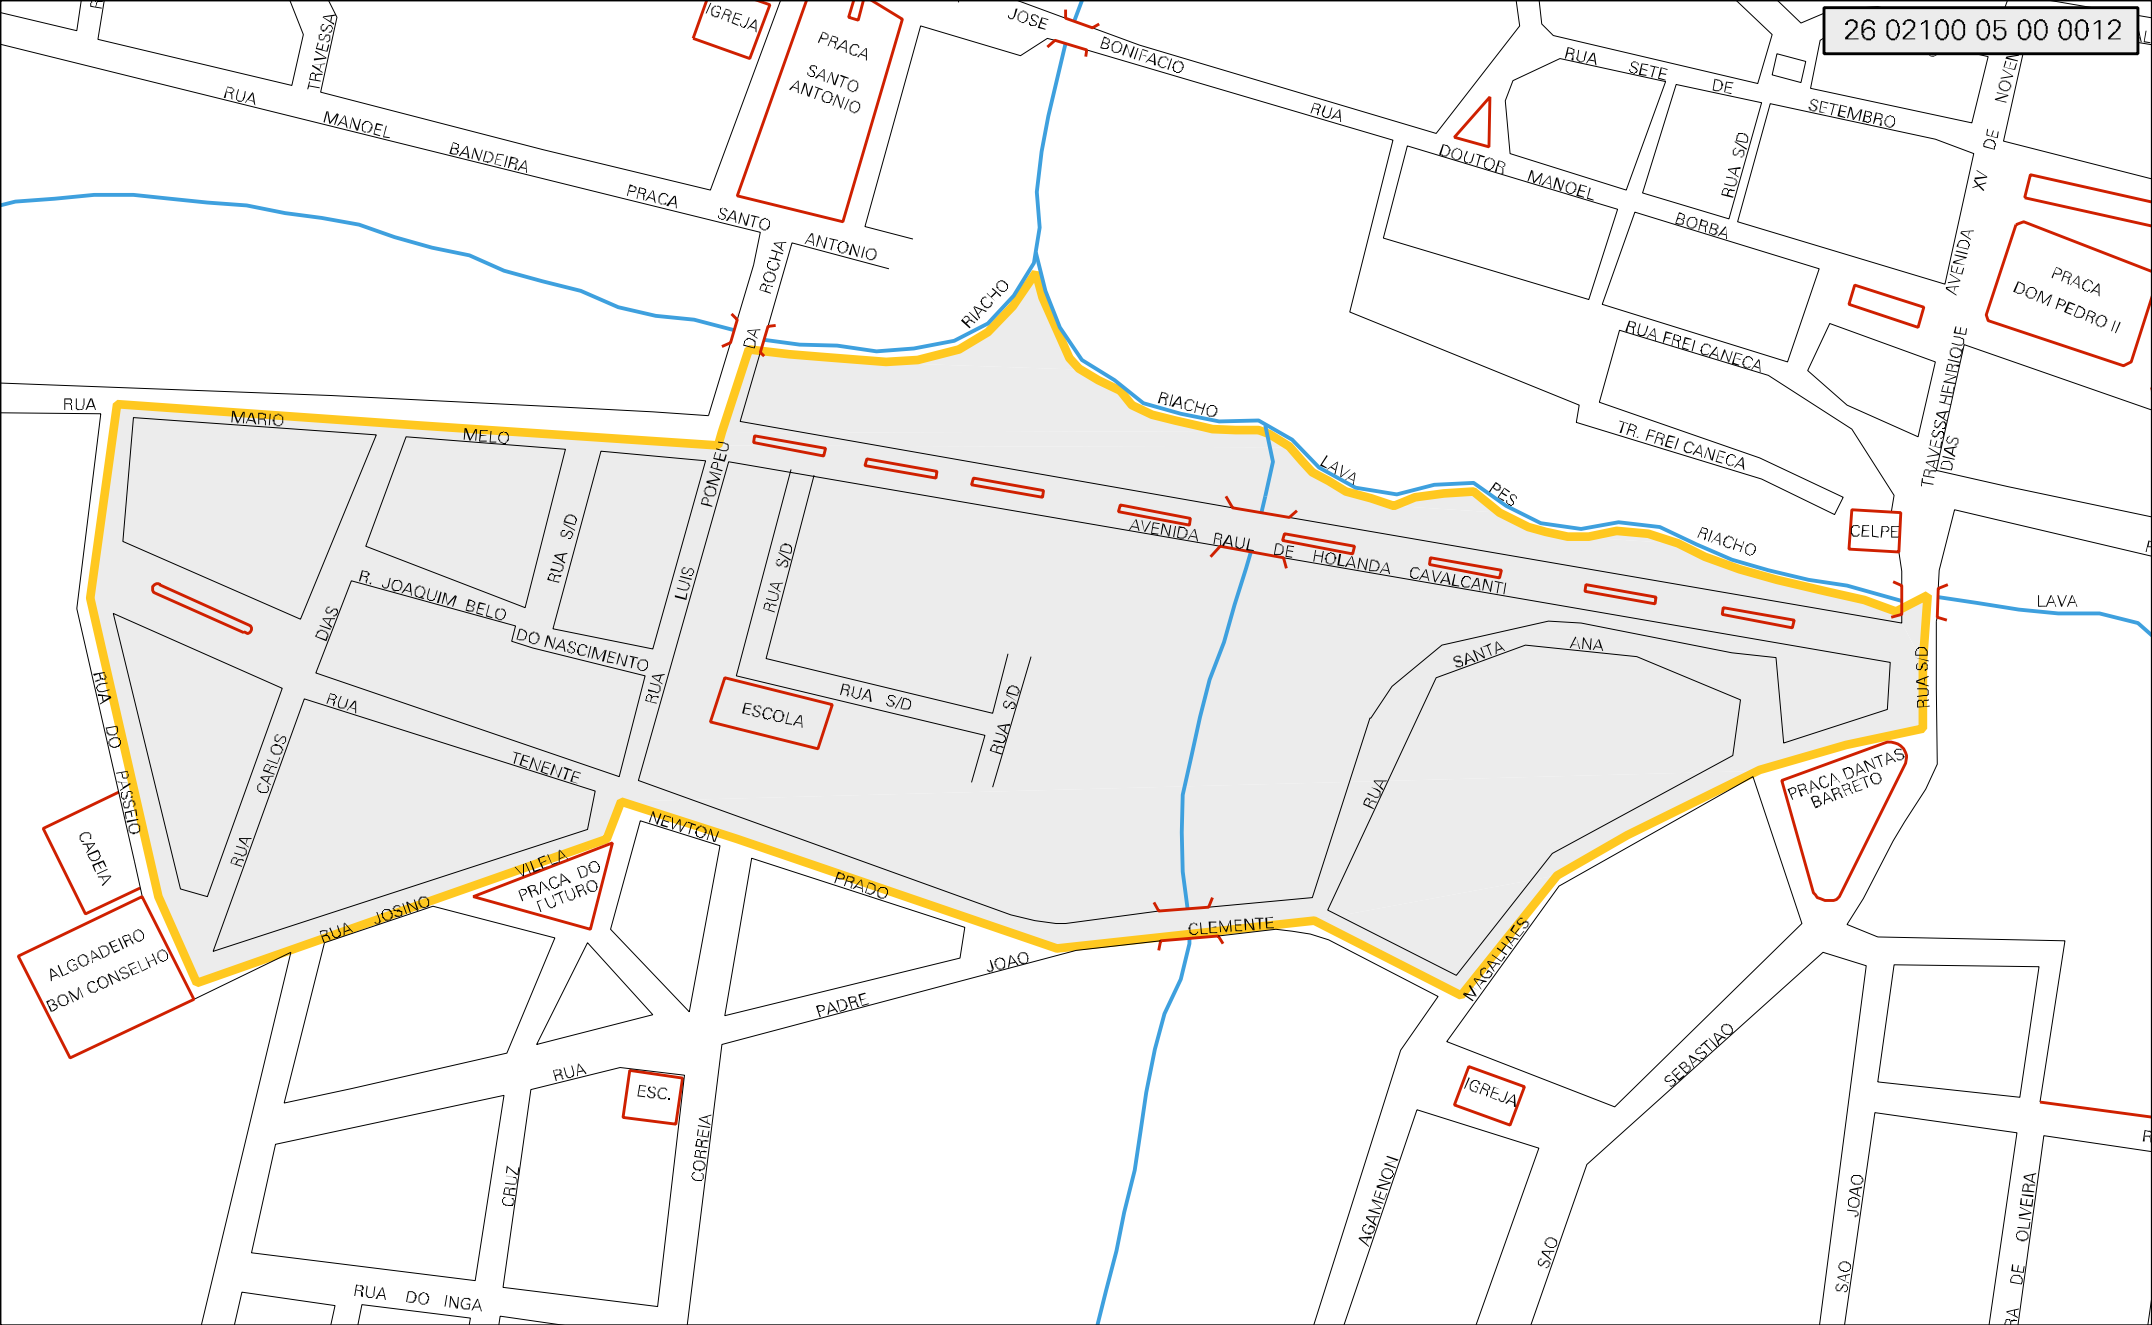 26 02100 05 00 0012
IGREJA
PRACA
SANTO
ANTONIO
JOSE BONIFACIO
RUA
TRAVESSA
RUA MANOEL BANDEIRA
PRACA SANTO ANTONIO
RUA SETE DE SETEMBRO
DOUTOR MANOEL BORBA
RUA S/D
AVENIDA XV DE
PRACA
DOM PEDRO II
RUA FREI CANECA
TR. FREI CANECA
TRAVESSA HENRIQUE
DIAS
CELPE
RIACHO
RIACHO LAVA PES
RIACHO
LAVA
RUA MARIO MELO
RUA LUIS POMPEU DA ROCHA
RUA S/D
RUA S/D
AVENIDA RAUL DE HOLANDA CAVALCANTI
R. JOAQUIM BELO
DO NASCIMENTO
RUA CARLOS DIAS
RUA DO PASSEIO
RUA TENENTE
ESCOLA
RUA S/D
RUA S/D
RUA SANTA ANA
RUA S/D
PRACA DANTAS
BARRETO
CADEIA
ALGOADEIRO
BOM CONSELHO
RUA JOSINO VILELA
PRACA DO
TUTURO
NEWTON PRADO
RUA PADRE JOAO CLEMENTE
MAGALHAES
AGAMENON
SAO SEBASTIAO
IGREJA
ESC.
CRUZ
CORREIA
RUA DO INGA
SAO JOAO
DE OLIVEIRA